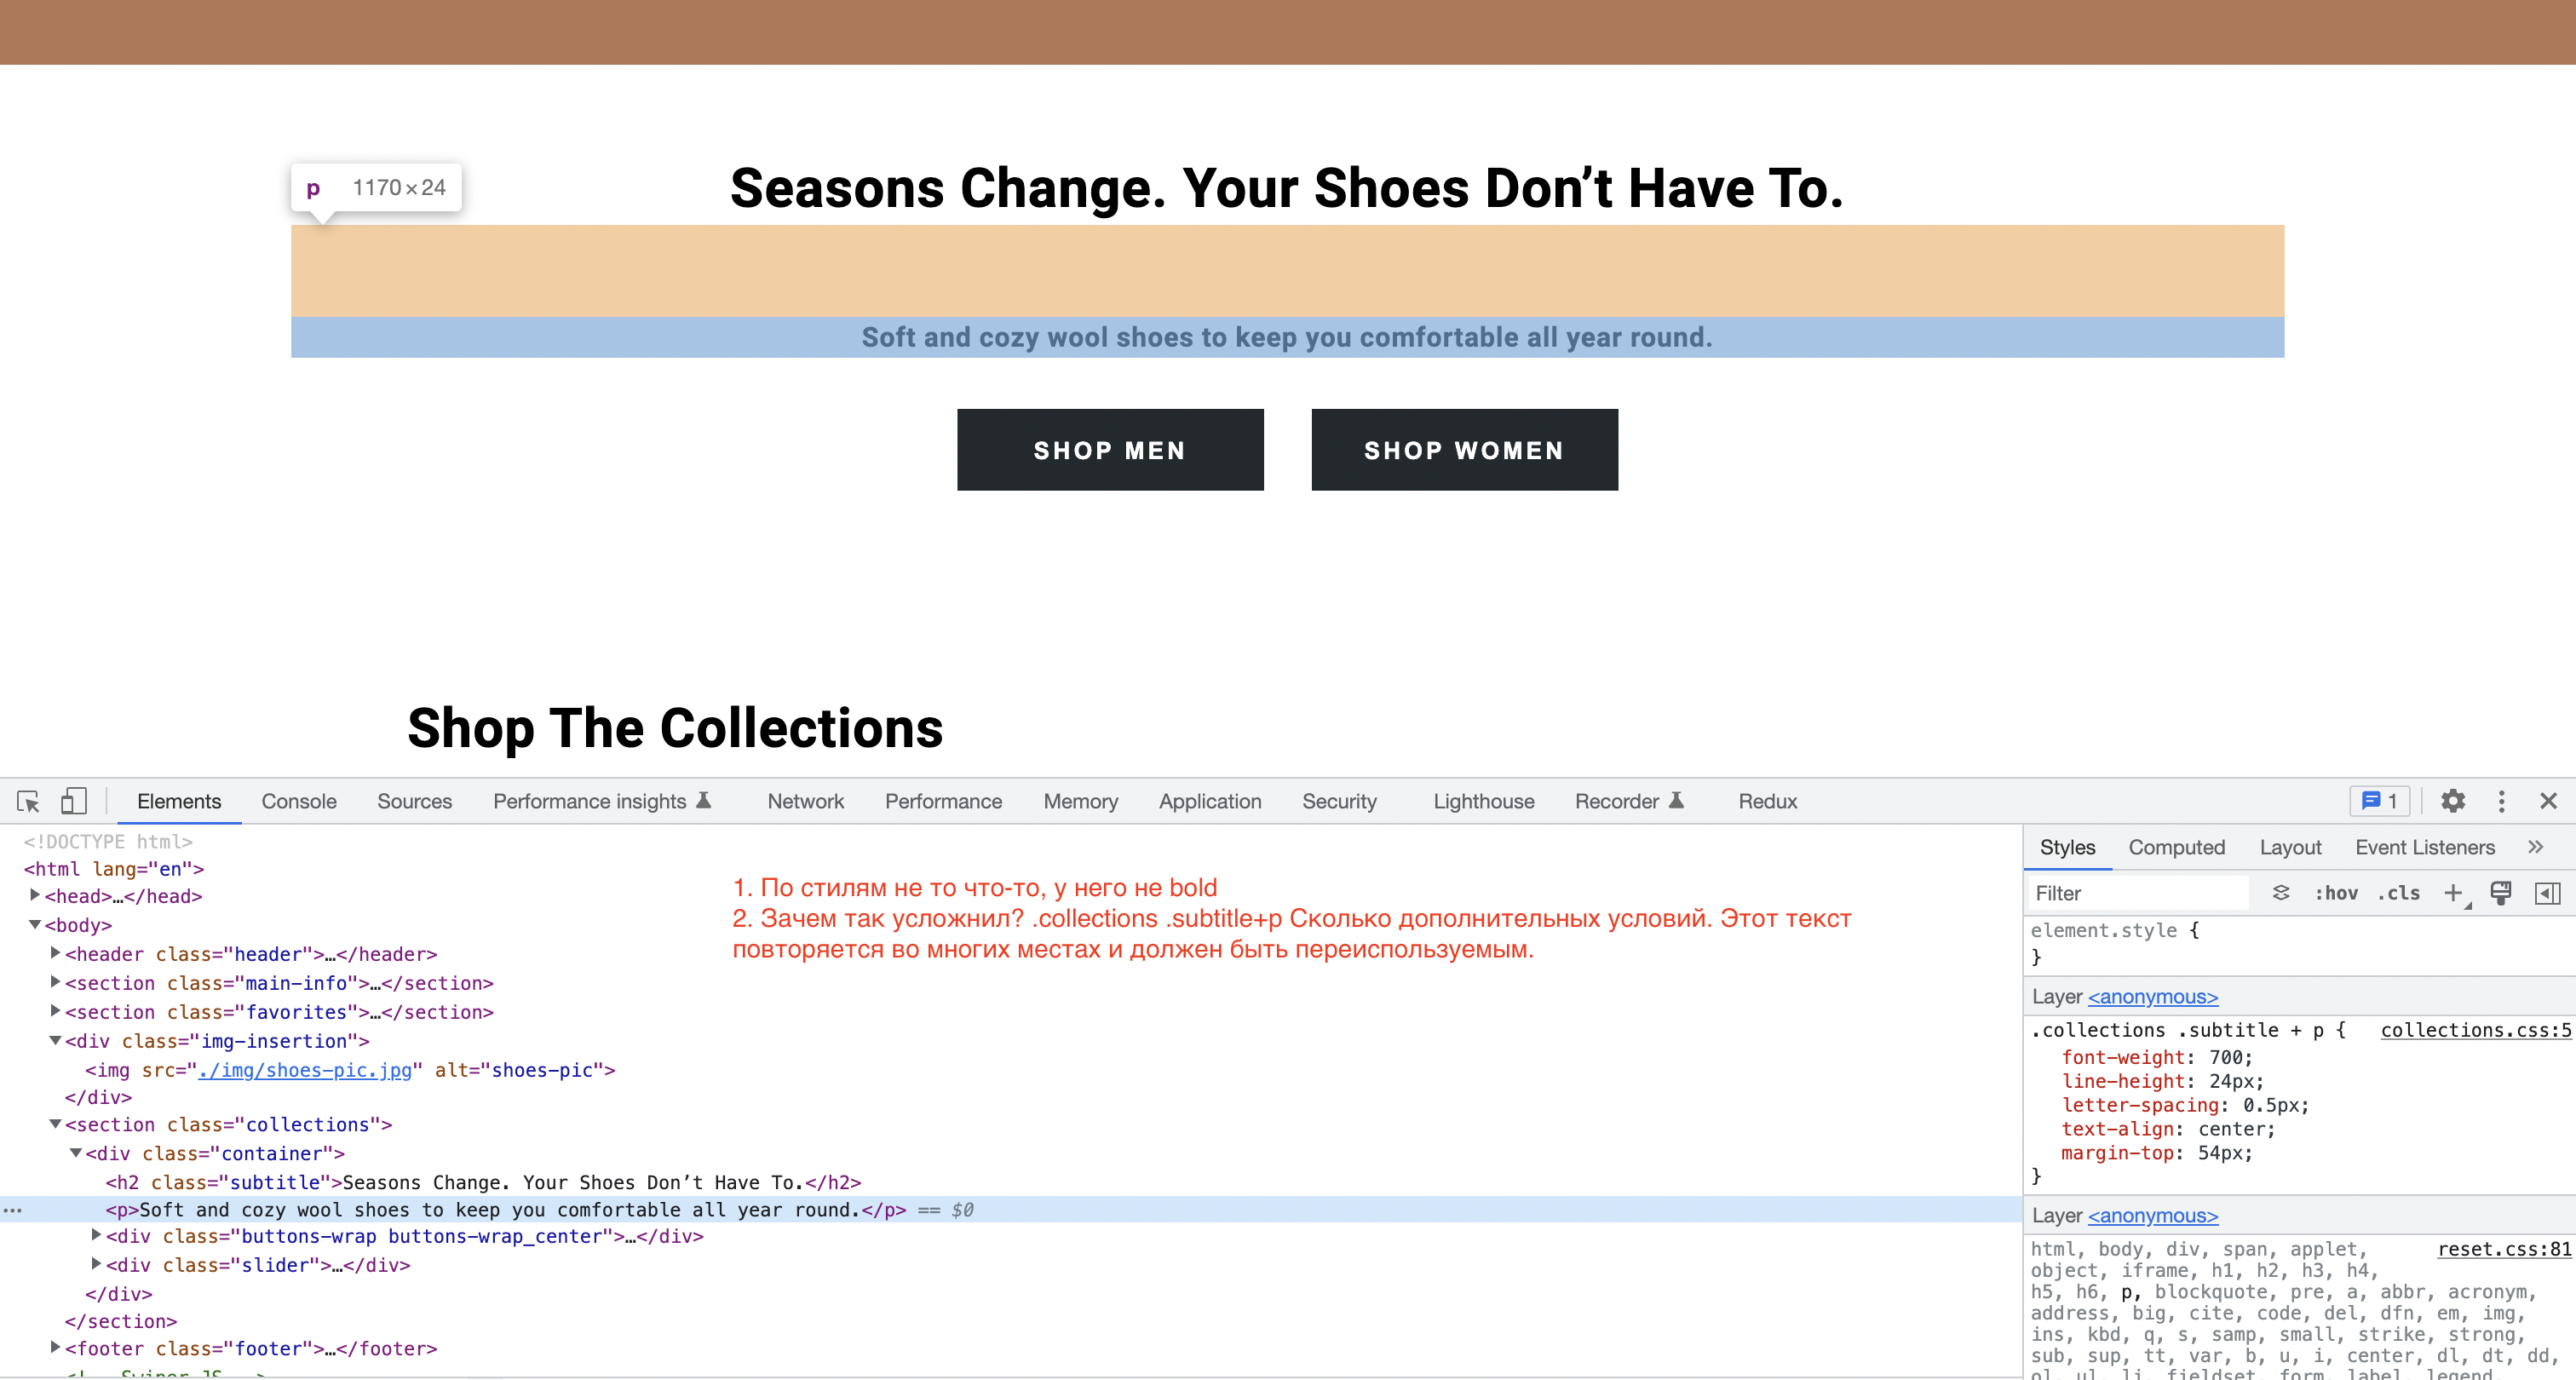 Seasons Change. Your Shoes Don’t Have To.
p 1170×24
Soft and cozy wool shoes to keep you comfortable all year round.
SHOP MEN SHOP WOMEN
Shop The Collections
Elements Console Sources Performance insights Network Performance Memory Application Security Lighthouse Recorder Redux 1
<!DOCTYPE html>
<html lang="en">
<head>…</head>
<body>
<header class="header">…</header>
<section class="main-info">…</section>
<section class="favorites">…</section>
<div class="img-insertion">
<img src="./img/shoes-pic.jpg" alt="shoes-pic">
</div>
<section class="collections">
<div class="container">
<h2 class="subtitle">Seasons Change. Your Shoes Don’t Have To.</h2>
<p>Soft and cozy wool shoes to keep you comfortable all year round.</p> == $0
<div class="buttons-wrap buttons-wrap_center">…</div>
<div class="slider">…</div>
</div>
</section>
<footer class="footer">…</footer>
1. По стилям не то что-то, у него не bold
2. Зачем так усложнил? .collections .subtitle+p Сколько дополнительных условий. Этот текст
повторяется во многих местах и должен быть переиспользуемым.
Styles Computed Layout Event Listeners »
Filter :hov .cls +
element.style {
}
Layer <anonymous>
.collections .subtitle + p { collections.css:5
font-weight: 700;
line-height: 24px;
letter-spacing: 0.5px;
text-align: center;
margin-top: 54px;
}
Layer <anonymous>
html, body, div, span, applet, reset.css:81
object, iframe, h1, h2, h3, h4,
h5, h6, p, blockquote, pre, a, abbr, acronym,
address, big, cite, code, del, dfn, em, img,
ins, kbd, q, s, samp, small, strike, strong,
sub, sup, tt, var, b, u, i, center, dl, dt, dd,
ol, ul, li, fieldset, form, label, legend,